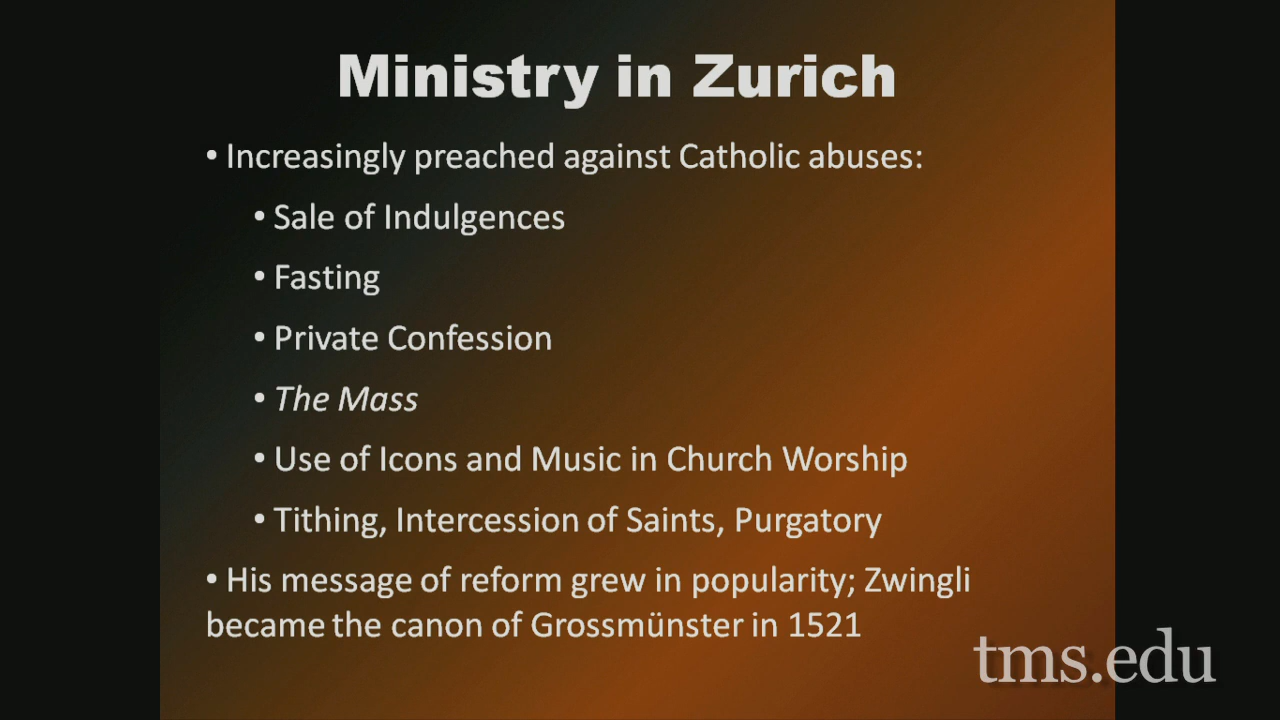 Ministry in Zurich
• Increasingly preached against Catholic abuses:
• Sale of Indulgences
• Fasting
• Private Confession
• The Mass
• Use of Icons and Music in Church Worship
• Tithing, Intercession of Saints, Purgatory
• His message of reform grew in popularity; Zwingli
became the canon of Grossmünster in 1521
tms.edu